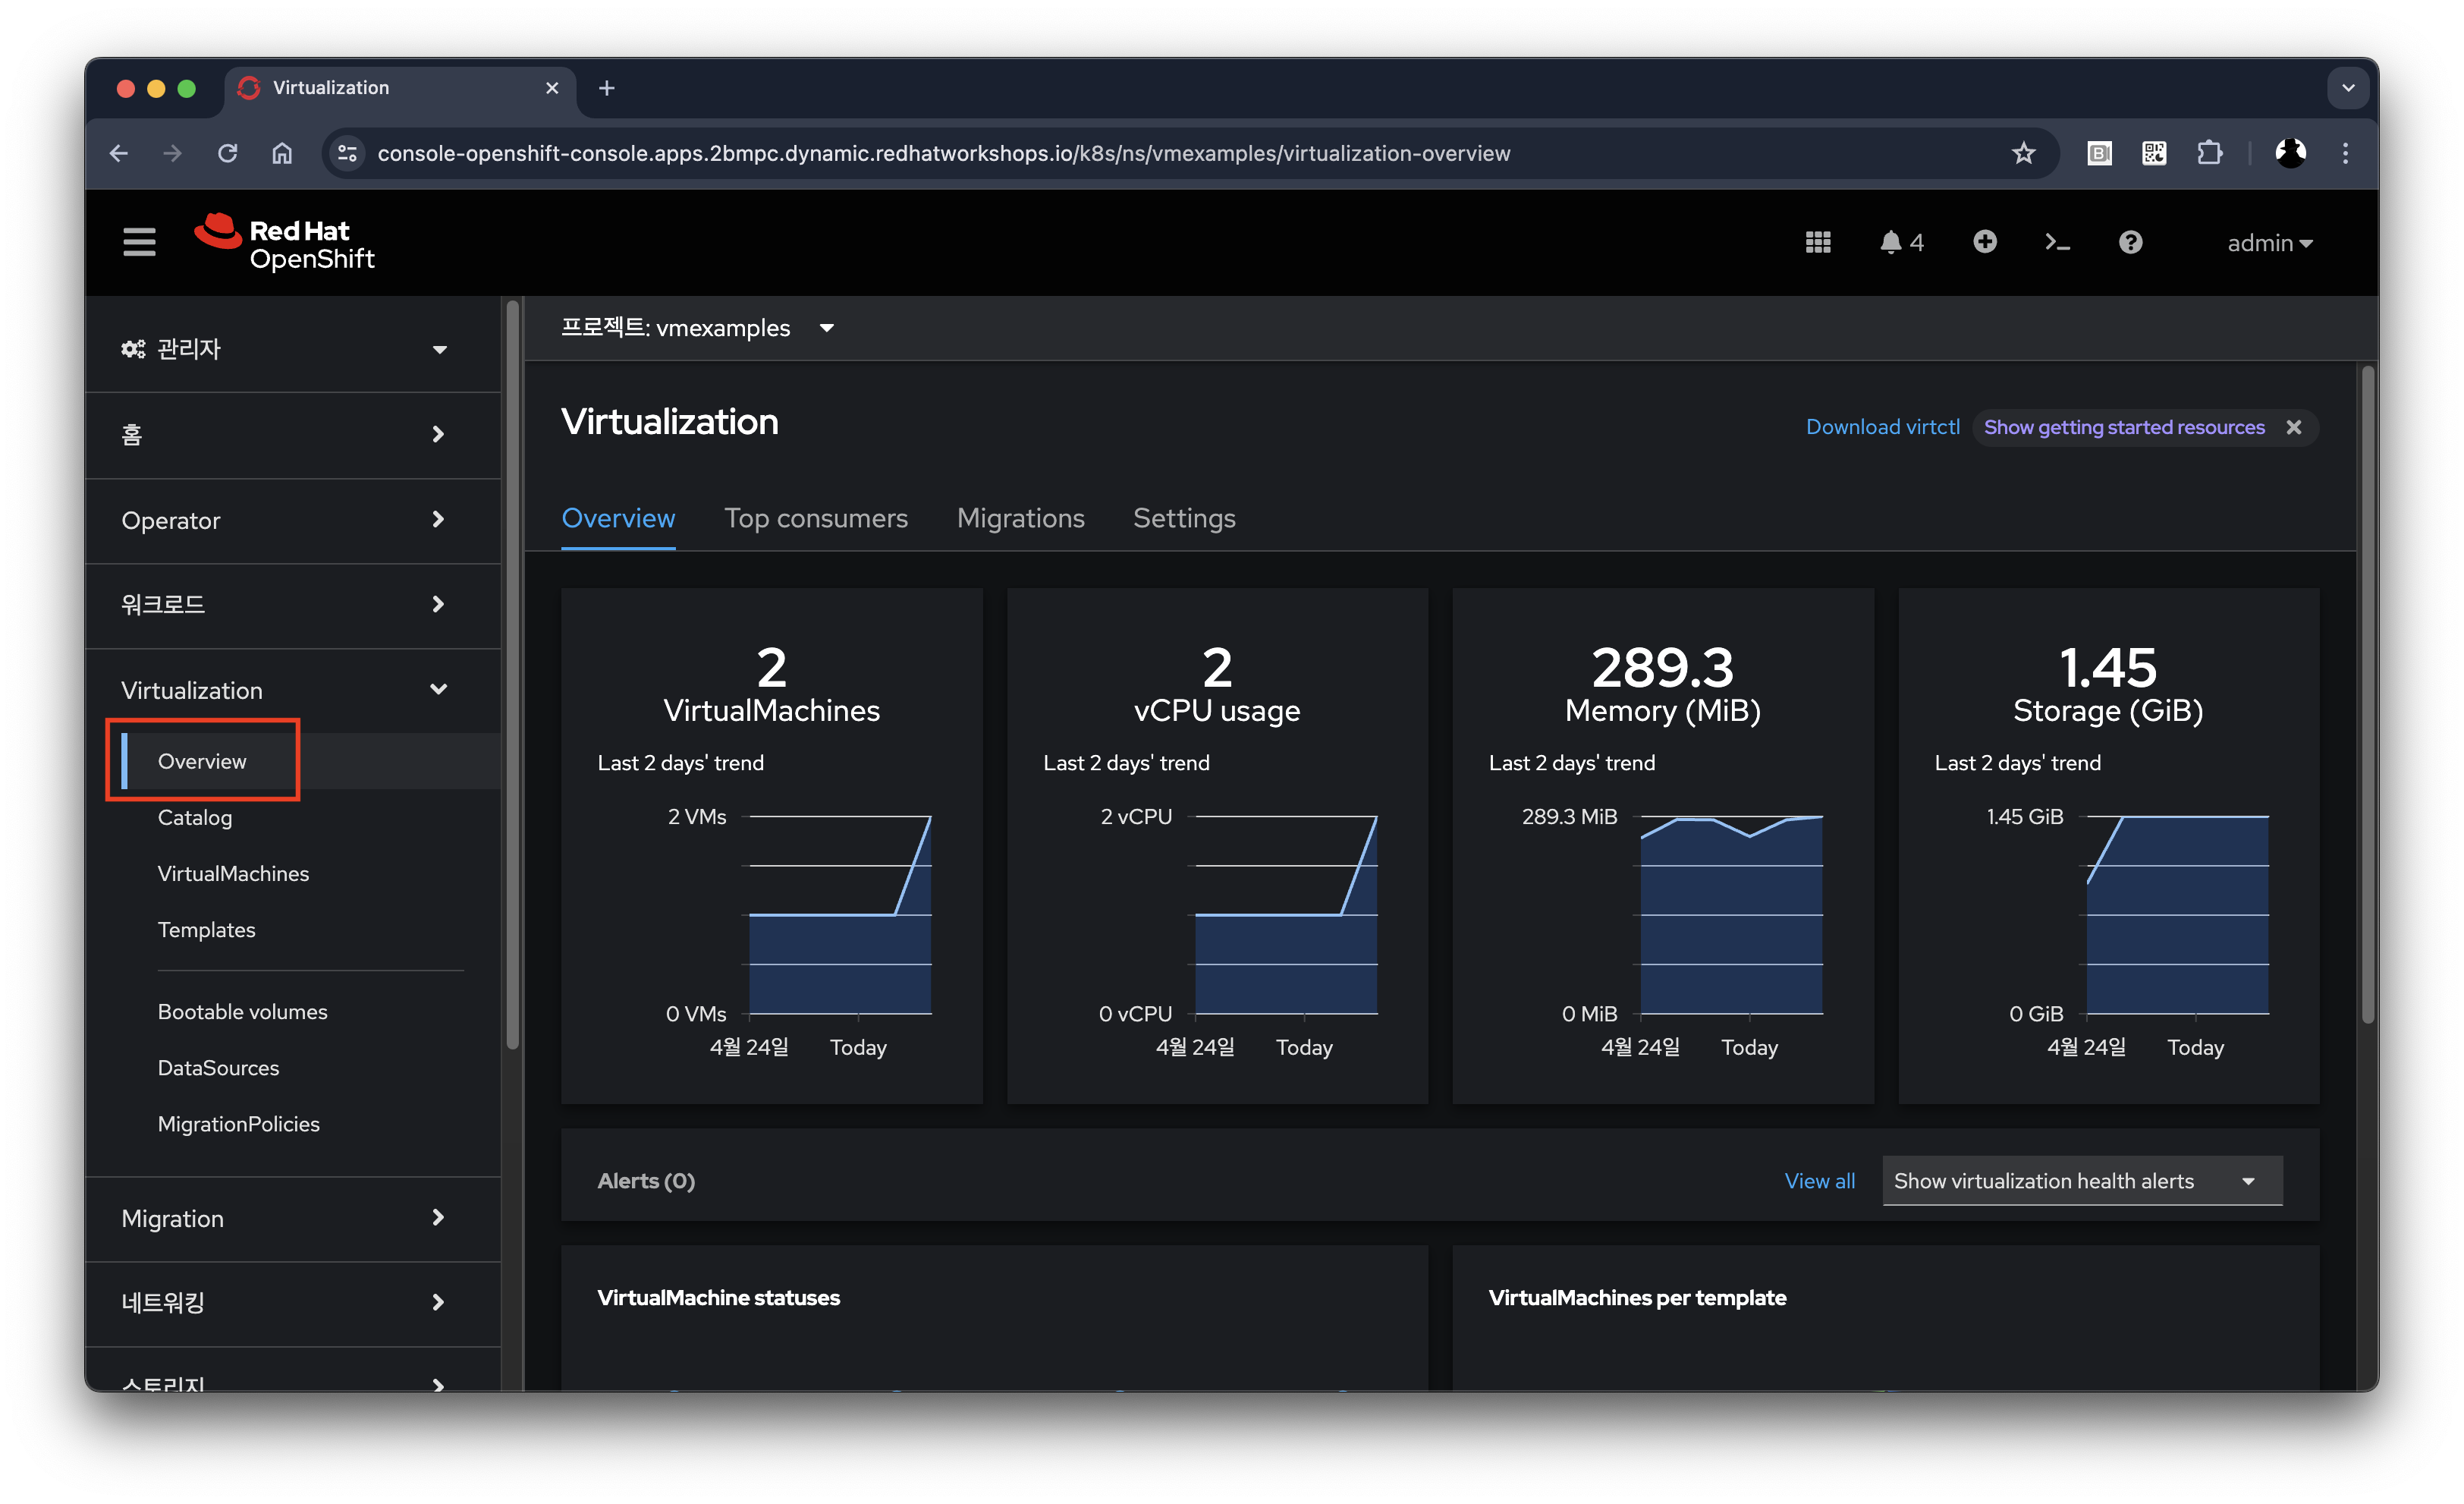 Virtualization
console-openshift-console.apps.2bmpc.dynamic.redhatworkshops.io/k8s/ns/vmexamples/virtualization-overview
Red Hat
OpenShift
4
admin
관리자
홈
Operator
워크로드
Virtualization
Overview
Catalog
VirtualMachines
Templates
Bootable volumes
DataSources
MigrationPolicies
Migration
네트워킹
스토리지
프로젝트: vmexamples
Virtualization
Download virtctl
Show getting started resources
Overview Top consumers Migrations Settings
2
VirtualMachines
Last 2 days' trend
2 VMs
0 VMs
4월 24일 Today
2
vCPU usage
Last 2 days' trend
2 vCPU
0 vCPU
4월 24일 Today
289.3
Memory (MiB)
Last 2 days' trend
289.3 MiB
0 MiB
4월 24일 Today
1.45
Storage (GiB)
Last 2 days' trend
1.45 GiB
0 GiB
4월 24일 Today
Alerts (0)
View all
Show virtualization health alerts
VirtualMachine statuses
VirtualMachines per template